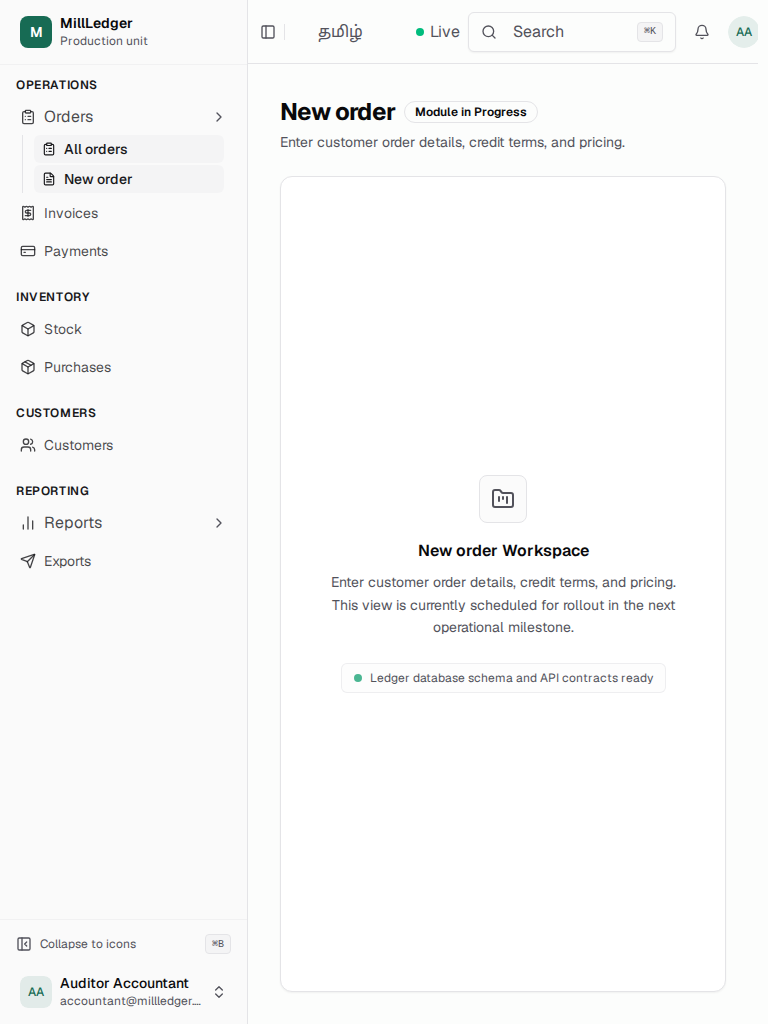 M
MillLedger
Production unit
OPERATIONS
Orders
All orders
New order
Invoices
Payments
INVENTORY
Stock
Purchases
CUSTOMERS
Customers
REPORTING
Reports
Exports
Collapse to icons ⌘B
AA
Auditor Accountant
accountant@millledger....
தமிழ்
Live
Search ⌘K
AA
New order Module in Progress
Enter customer order details, credit terms, and pricing.
New order Workspace
Enter customer order details, credit terms, and pricing.
This view is currently scheduled for rollout in the next
operational milestone.
Ledger database schema and API contracts ready